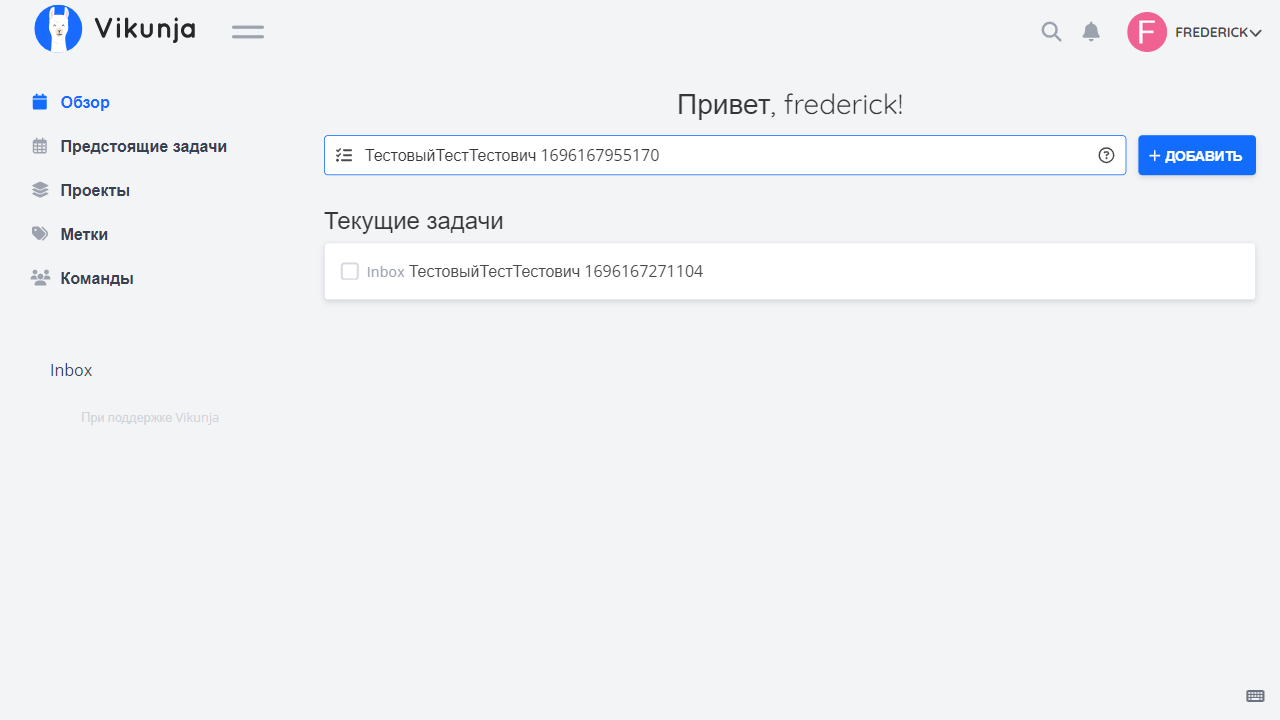 Vikunja
FREDERICK
Обзор
Предстоящие задачи
Проекты
Метки
Команды
Inbox
При поддержке Vikunja
Привет, frederick!
ТестовыйТестТестович 1696167955170
+ ДОБАВИТЬ
Текущие задачи
Inbox ТестовыйТестТестович 1696167271104